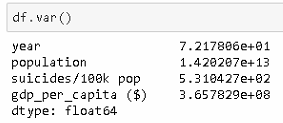 df.var()
year 7.217806e+01
population 1.420207e+13
suicides/100k pop 5.310427e+02
gdp_per_capita ($) 3.657829e+08
dtype: float64